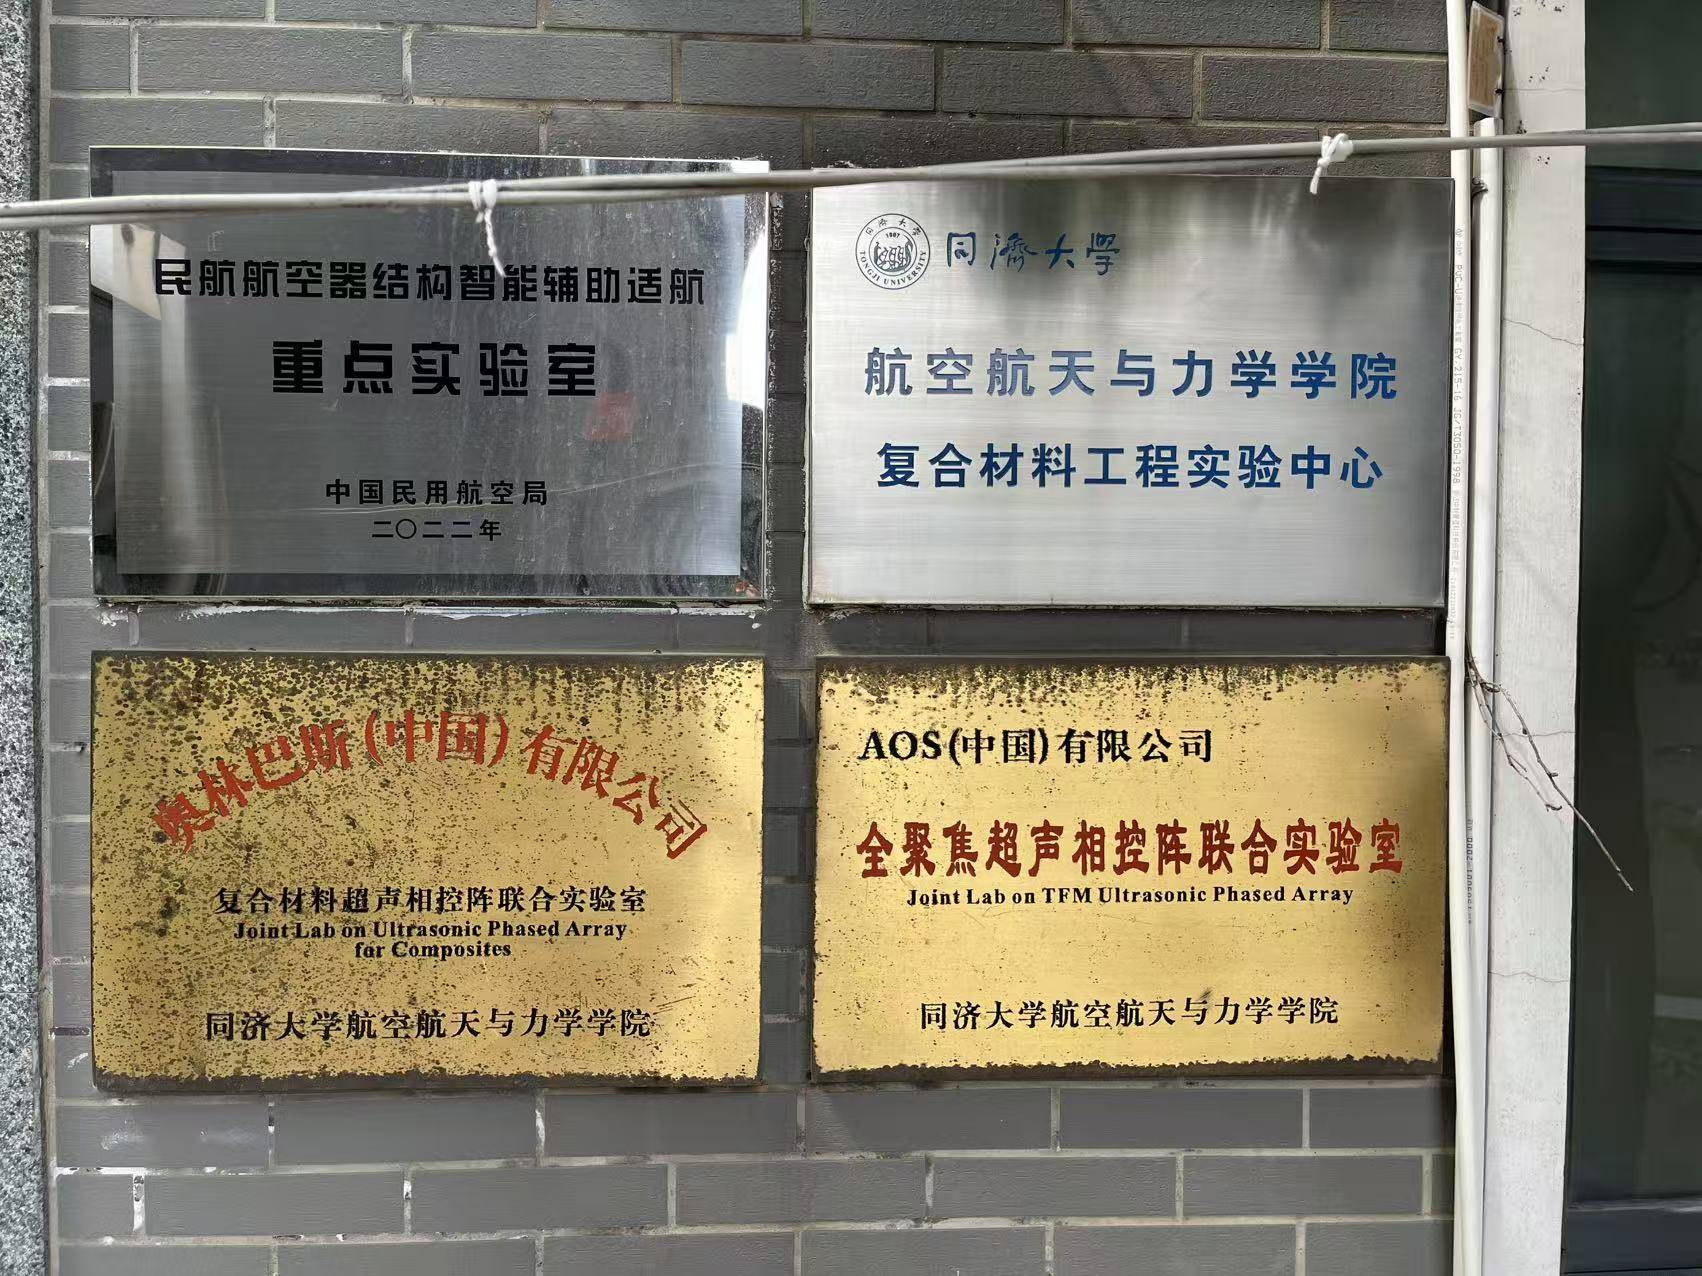 民航航空器结构智能辅助适航
重点实验室
中国民用航空局
二〇二二年
同济大学
TONGJI UNIVERSITY
1907
同濟大学
航空航天与力学学院
复合材料工程实验中心
奥林巴斯(中国)有限公司
复合材料超声相控阵联合实验室
Joint Lab on Ultrasonic Phased Array
for Composites
同济大学航空航天与力学学院
AOS(中国)有限公司
全聚焦超声相控阵联合实验室
Joint Lab on TFM Ultrasonic Phased Array
同济大学航空航天与力学学院